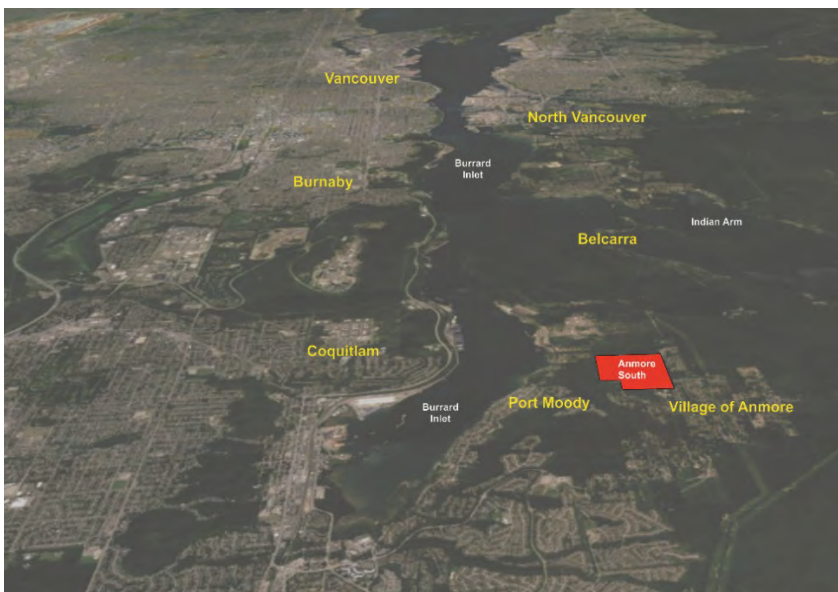 Vancouver
North Vancouver
Burrard
Inlet
Burnaby
Indian Arm
Belcarra
Coquitlam
Anmore
South
Port Moody
Village of Anmore
Burrard
Inlet